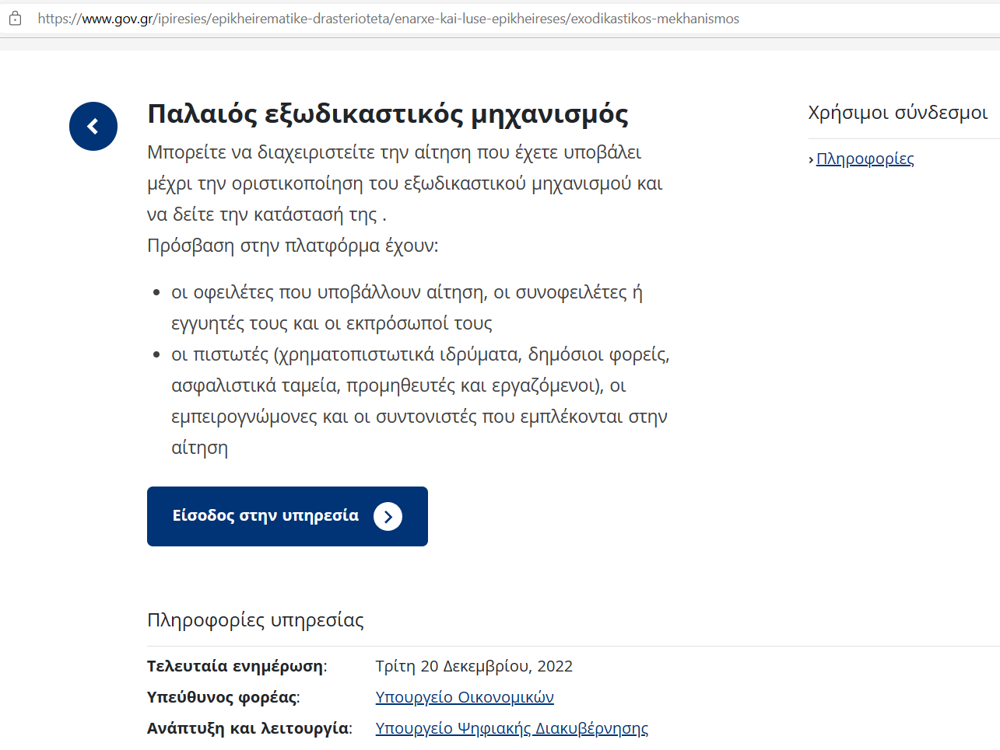 https://www.gov.gr/ipiresies/epikheirematike-drasterioteta/enarxe-kai-luse-epikheireses/exodikastikos-mekhanismos
Παλαιός εξωδικαστικός μηχανισμός
Μπορείτε να διαχειριστείτε την αίτηση που έχετε υποβάλει
μέχρι την οριστικοποίηση του εξωδικαστικού μηχανισμού και
να δείτε την κατάστασή της .
Πρόσβαση στην πλατφόρμα έχουν:
• οι οφειλέτες που υποβάλλουν αίτηση, οι συνοφειλέτες ή
εγγυητές τους και οι εκπρόσωποί τους
• οι πιστωτές (χρηματοπιστωτικά ιδρύματα, δημόσιοι φορείς,
ασφαλιστικά ταμεία, προμηθευτές και εργαζόμενοι), οι
εμπειρογνώμονες και οι συντονιστές που εμπλέκονται στην
αίτηση
Είσοδος στην υπηρεσία
Χρήσιμοι σύνδεσμοι
Πληροφορίες
Πληροφορίες υπηρεσίας
Τελευταία ενημέρωση: Τρίτη 20 Δεκεμβρίου, 2022
Υπεύθυνος φορέας: Υπουργείο Οικονομικών
Ανάπτυξη και λειτουργία: Υπουργείο Ψηφιακής Διακυβέρνησης